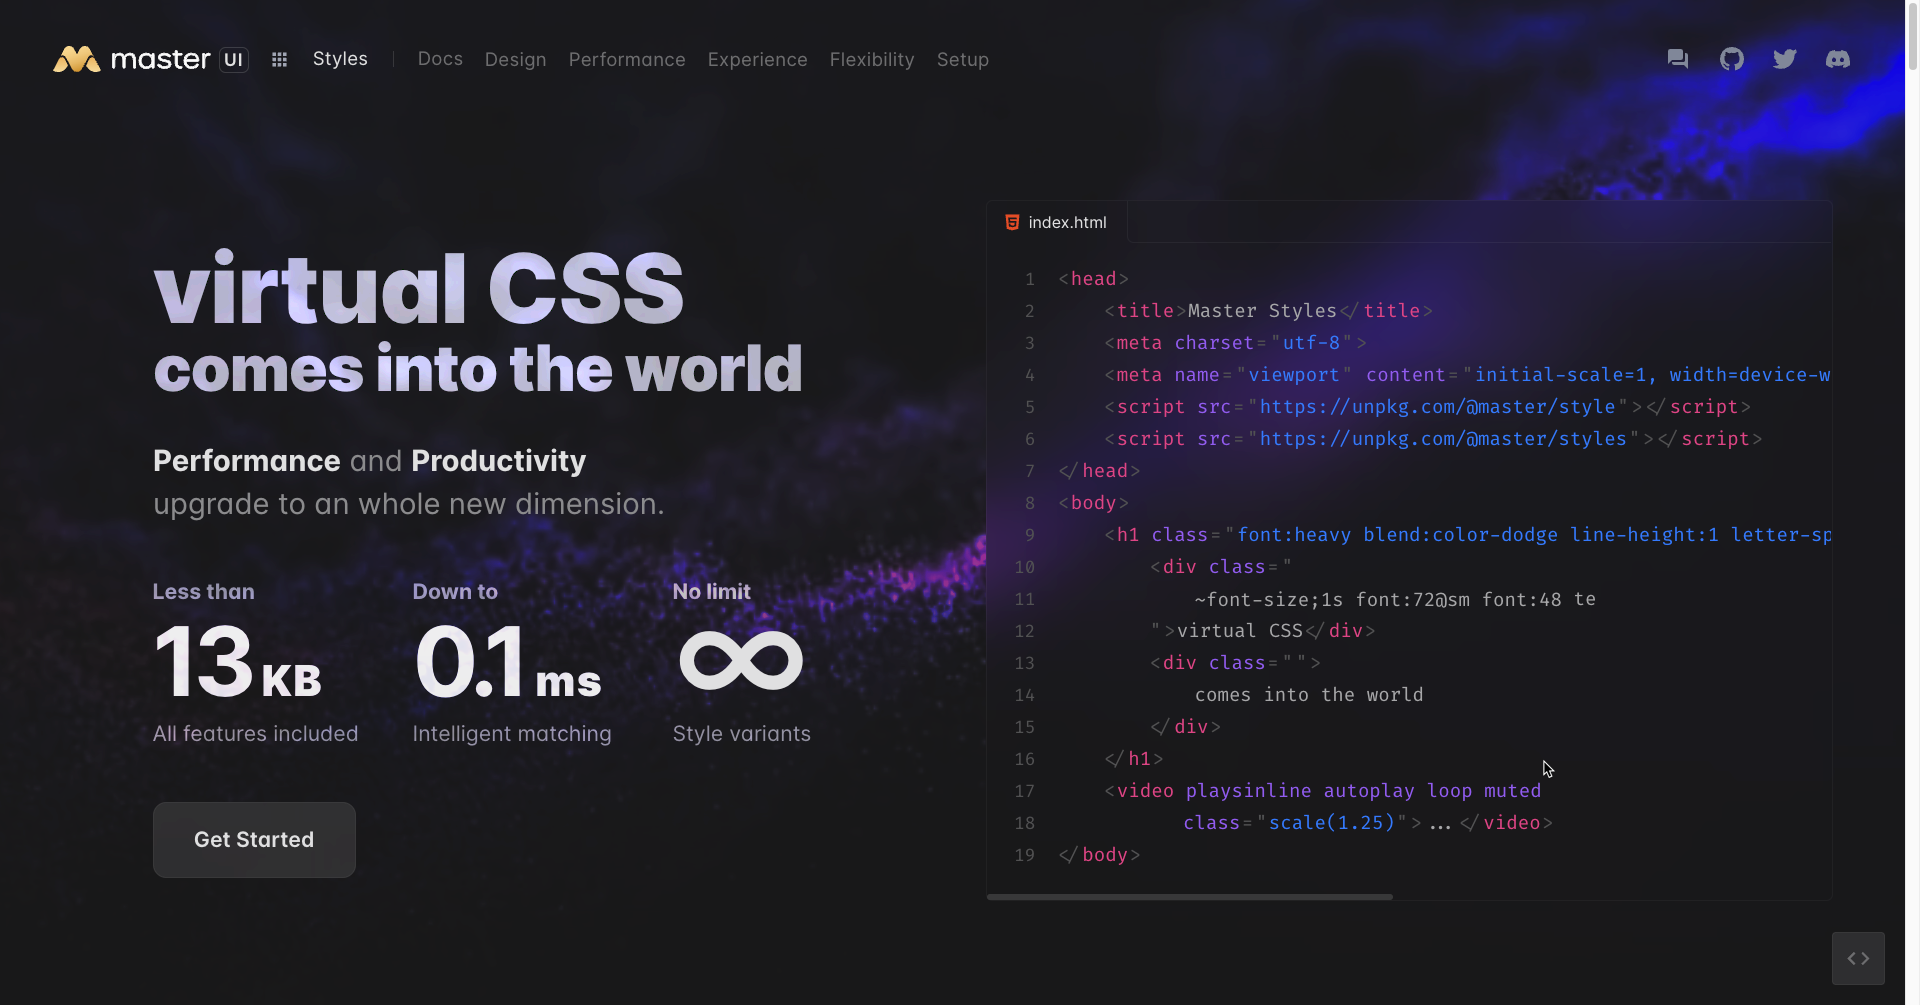 master UI Styles Docs Design Performance Experience Flexibility Setup
virtual CSS
comes into the world
Performance and Productivity
upgrade to an whole new dimension.
Less than
13 KB
All features included
Down to
0.1 ms
Intelligent matching
No limit
∞
Style variants
Get Started
index.html
1 <head>
2 <title>Master Styles</title>
3 <meta charset="utf-8">
4 <meta name="viewport" content="initial-scale=1, width=device-w
5 <script src="https://unpkg.com/@master/style"></script>
6 <script src="https://unpkg.com/@master/styles"></script>
7 </head>
8 <body>
9 <h1 class="font:heavy blend:color-dodge line-height:1 letter-sp
10 <div class="
11 ~font-size;1s font:72@sm font:48 te
12 ">virtual CSS</div>
13 <div class="">
14 comes into the world
15 </div>
16 </h1>
17 <video playsinline autoplay loop muted
18 class="scale(1.25)">...</video>
19 </body>
<>